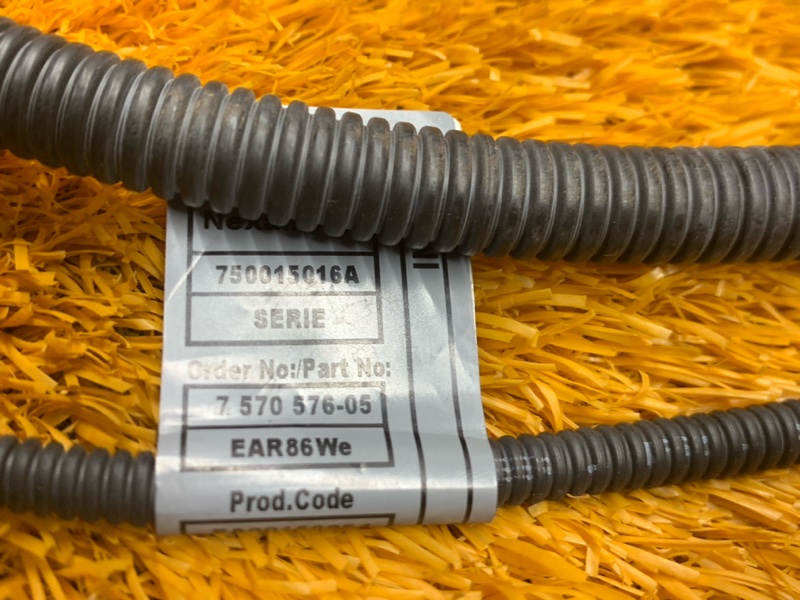 750015016A
SERIE
Order No:/Part No:
7 570 576-05
EAR86We
Prod.Code